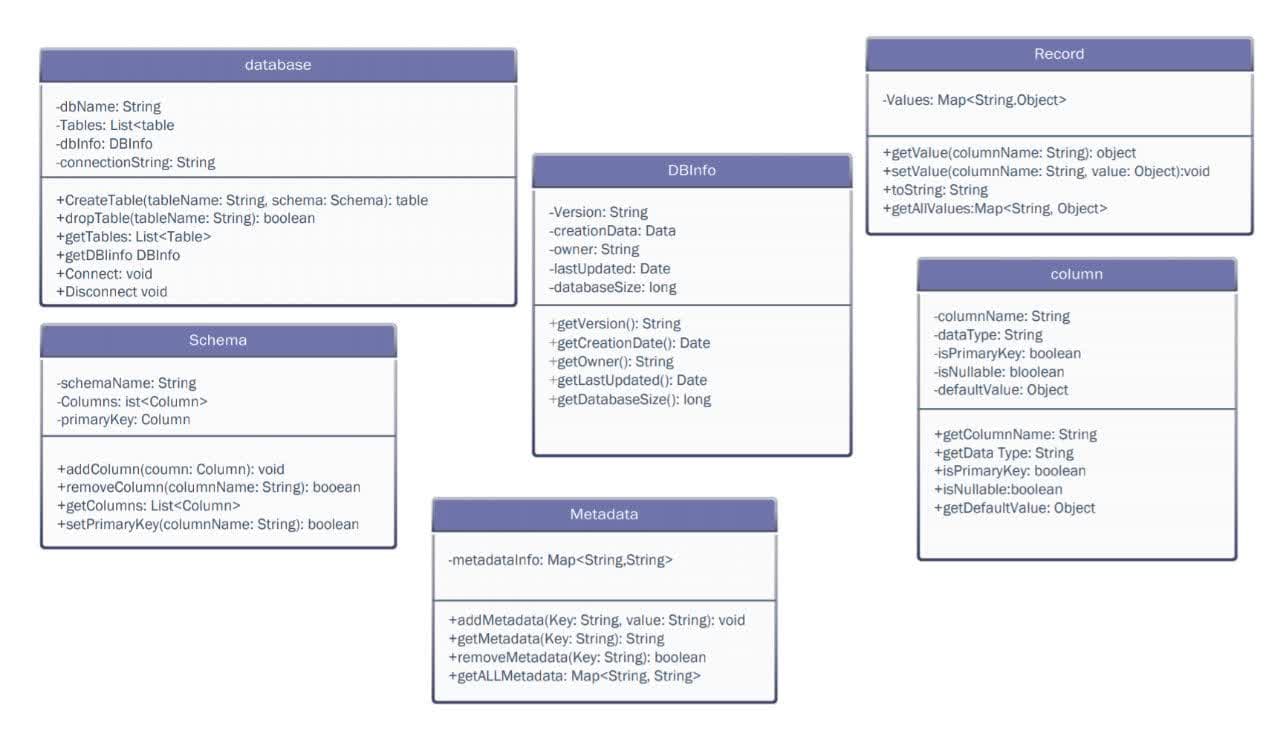 database
-dbName: String
-Tables: List<table
-dbInfo: DBInfo
-connectionString: String
+CreateTable(tableName: String, schema: Schema): table
+dropTable(tableName: String): boolean
+getTables: List<Table>
+getDBIinfo DBInfo
+Connect: void
+Disconnect void
Schema
-schemaName: String
-Columns: ist<Column>
-primaryKey: Column
+addColumn(coumn: Column): void
+removeColumn(columnName: String): booean
+getColumns: List<Column>
+setPrimaryKey(columnName: String): boolean
DBInfo
-Version: String
-creationData: Data
-owner: String
-lastUpdated: Date
-databaseSize: long
+getVersion(): String
+getCreationDate(): Date
+getOwner(): String
+getLastUpdated(): Date
+getDatabaseSize(): long
Metadata
-metadataInfo: Map<String,String>
+addMetadata(Key: String, value: String): void
+getMetadata(Key: String): String
+removeMetadata(Key: String): boolean
+getALLMetadata: Map<String, String>
Record
-Values: Map<String.Object>
+getValue(columnName: String): object
+setValue(columnName: String, value: Object):void
+toString: String
+getAllValues:Map<String, Object>
column
-columnName: String
-dataType: String
-isPrimaryKey: boolean
-isNullable: bloolean
-defaultValue: Object
+getColumnName: String
+getData Type: String
+isPrimaryKey: boolean
+isNullable:boolean
+getDefaultValue: Object